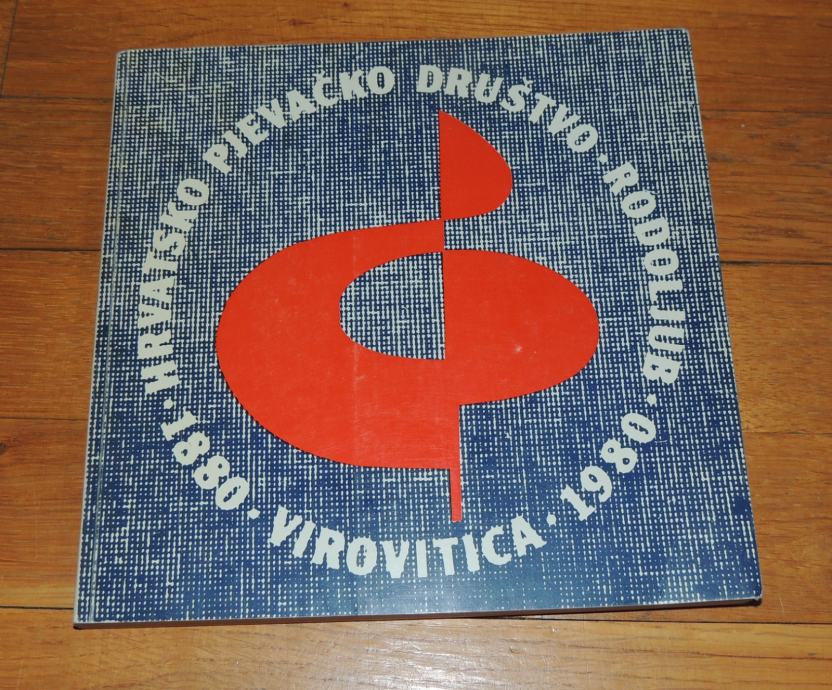 HRVATSKO PJEVAČKO DRUŠTVO · RODOLJUB ·
1880 · VIROVITICA · 1980 ·